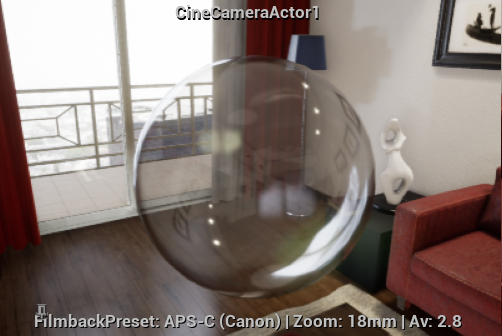 CineCameraActor1
FilmbackPreset: APS-C (Canon) | Zoom: 18mm | Av: 2.8